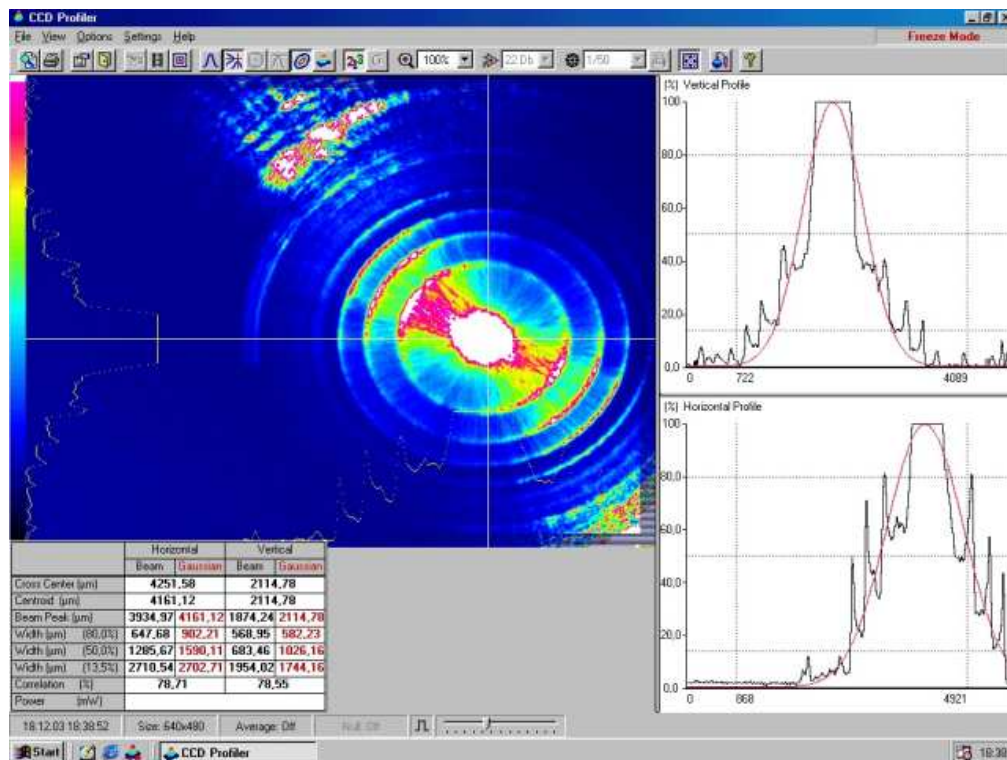 CCD Profiler
File View Options Settings Help Freeze Mode
100% 22 Db 1/50
(%) Vertical Profile
100
80,0
60,0
40,0
20,0
0,0
0 722 4089
(%) Horizontal Profile
100
80,0
60,0
40,0
20,0
0,0
0 868 4921
Horizontal Vertical
Beam Gaussian Beam Gaussian
Cross Center (µm) 4251,58 2114,78
Centroid (µm) 4161,12 2114,78
Beam Peak (µm) 3934,97 4161,12 1874,24 2114,78
Width (µm) (80,0%) 647,68 902,21 568,95 582,23
Width (µm) (50,0%) 1285,67 1590,11 683,46 1026,16
Width (µm) (13,5%) 2710,54 2702,71 1954,02 1744,16
Correlation (%) 78,71 78,55
Power (mW)
18.12.03 18:38:52 Size: 640x480 Average: Off Null: Off
Start CCD Profiler 18:38